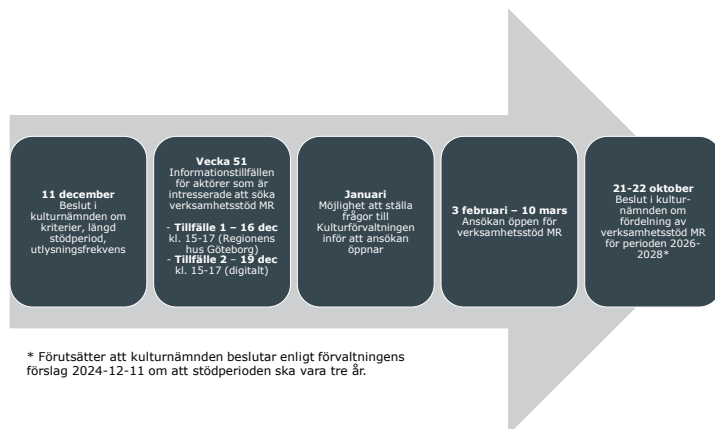 11 december
Beslut i
kulturnämnden om
kriterier, längd
stödperiod,
utlysningsfrekvens
Vecka 51
Informationstillfällen
för aktörer som är
intresserade att söka
verksamhetsstöd MR
- Tillfälle 1 – 16 dec
kl. 15-17 (Regionens
hus Göteborg)
- Tillfälle 2 – 19 dec
kl. 15-17 (digitalt)
Januari
Möjlighet att ställa
frågor till
Kulturförvaltningen
inför att ansökan
öppnar
3 februari – 10 mars
Ansökan öppen för
verksamhetsstöd MR
21-22 oktober
Beslut i kultur-
nämnden om
fördelning av
verksamhetsstöd MR
för perioden 2026-
2028*
* Förutsätter att kulturnämnden beslutar enligt förvaltningens
förslag 2024-12-11 om att stödperioden ska vara tre år.